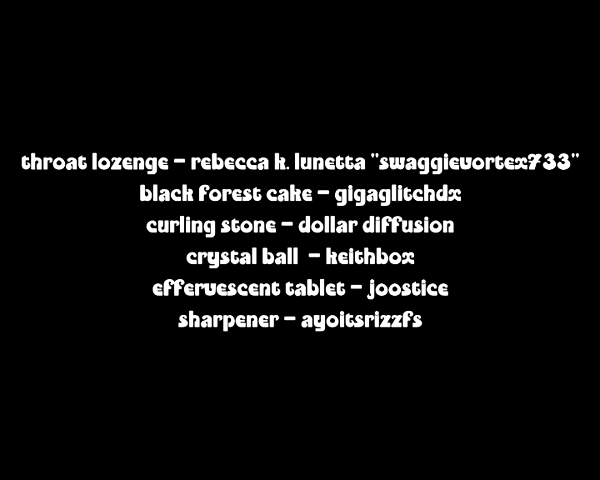 throat lozenge - rebecca k. lunetta "swaggievortex733"
black forest cake - gigaglitchdx
curling stone - dollar diffusion
crystal ball - keithbox
effervescent tablet - joostice
sharpener - ayoitsrizzfs